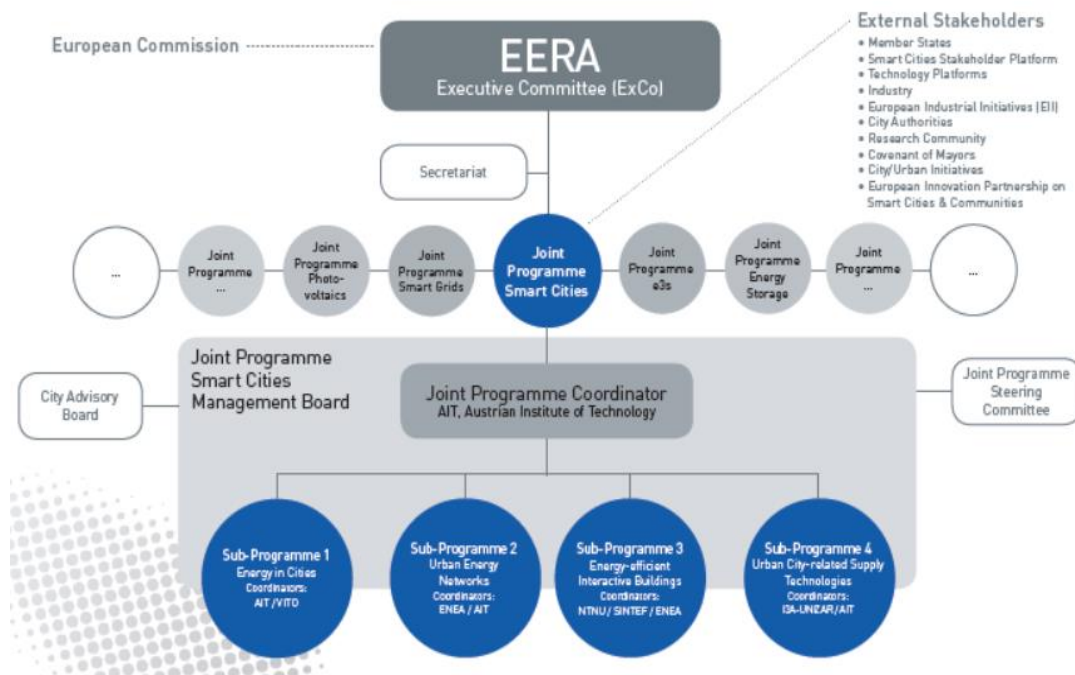 European Commission
EERA
Executive Committee (ExCo)
External Stakeholders
• Member States
• Smart Cities Stakeholder Platform
• Technology Platforms
• Industry
• European Industrial Initiatives (EII)
• City Authorities
• Research Community
• Covenant of Mayors
• City/Urban Initiatives
• European Innovation Partnership on
Smart Cities & Communities
Secretariat
...
Joint
Programme
...
Joint
Programme
Photo-
voltaics
Joint
Programme
Smart Grids
Joint
Programme
Smart Cities
Joint
Programme
e3s
Joint
Programme
Energy
Storage
Joint
Programme
...
...
Joint Programme
Smart Cities
Management Board
City Advisory
Board
Joint Programme Coordinator
AIT, Austrian Institute of Technology
Joint Programme
Steering
Committee
Sub-Programme 1
Energy in Cities
Coordinators:
AIT / VITO
Sub-Programme 2
Urban Energy
Networks
Coordinators:
ENEA / AIT
Sub-Programme 3
Energy-efficient
Interactive Buildings
Coordinators:
NTNU / SINTEF / ENEA
Sub-Programme 4
Urban City-related Supply
Technologies
Coordinators:
I3A-UNIZAR / AIT